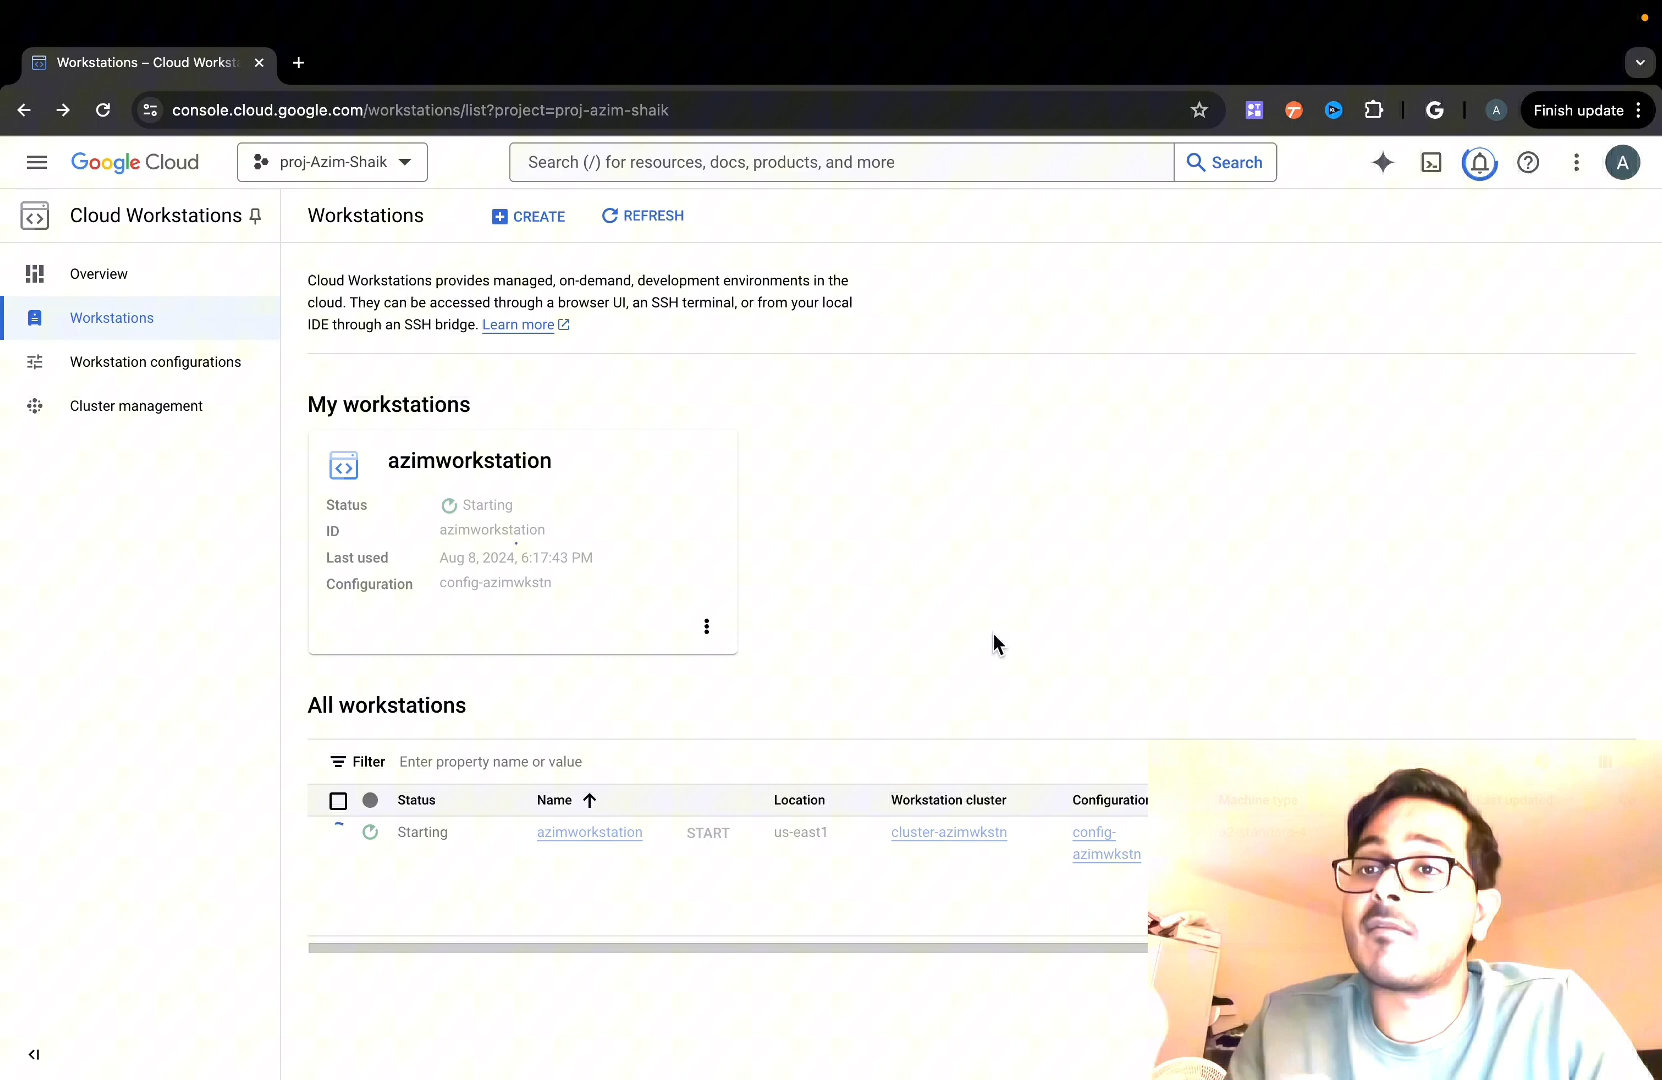 Workstations – Cloud Workst
console.cloud.google.com/workstations/list?project=proj-azim-shaik
A
Finish update
Google Cloud
proj-Azim-Shaik
Search (/) for resources, docs, products, and more
Search
A
Cloud Workstations
Workstations
CREATE
REFRESH
Overview
Workstations
Workstation configurations
Cluster management
Cloud Workstations provides managed, on-demand, development environments in the
cloud. They can be accessed through a browser UI, an SSH terminal, or from your local
IDE through an SSH bridge. Learn more
My workstations
azimworkstation
Status Starting
ID azimworkstation
Last used Aug 8, 2024, 6:17:43 PM
Configuration config-azimwkstn
All workstations
Filter Enter property name or value
Status Name Location Workstation cluster Configuration Machine type
Starting azimworkstation START us-east1 cluster-azimwkstn config-
azimwkstn